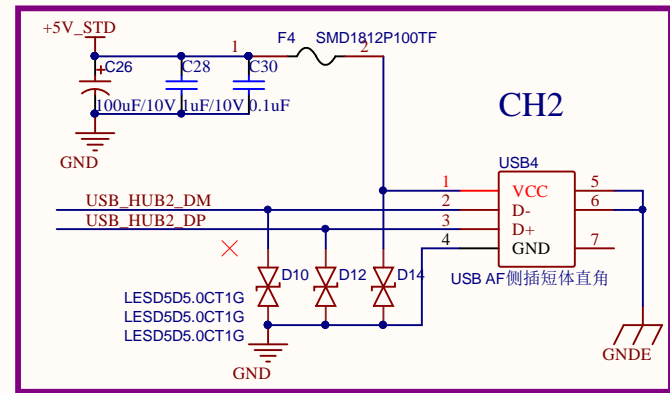 +5V_STD
F4 SMD1812P100TF
1 2
+ C26 C28 C30
100uF/10V 1uF/10V 0.1uF
GND
CH2
USB4
1 VCC 5
USB_HUB2_DM 2 D- 6
USB_HUB2_DP 3 D+
4 GND 7
D10 D12 D14
USB AF侧插短体直角
LESD5D5.0CT1G
LESD5D5.0CT1G
LESD5D5.0CT1G
GNDE
GND